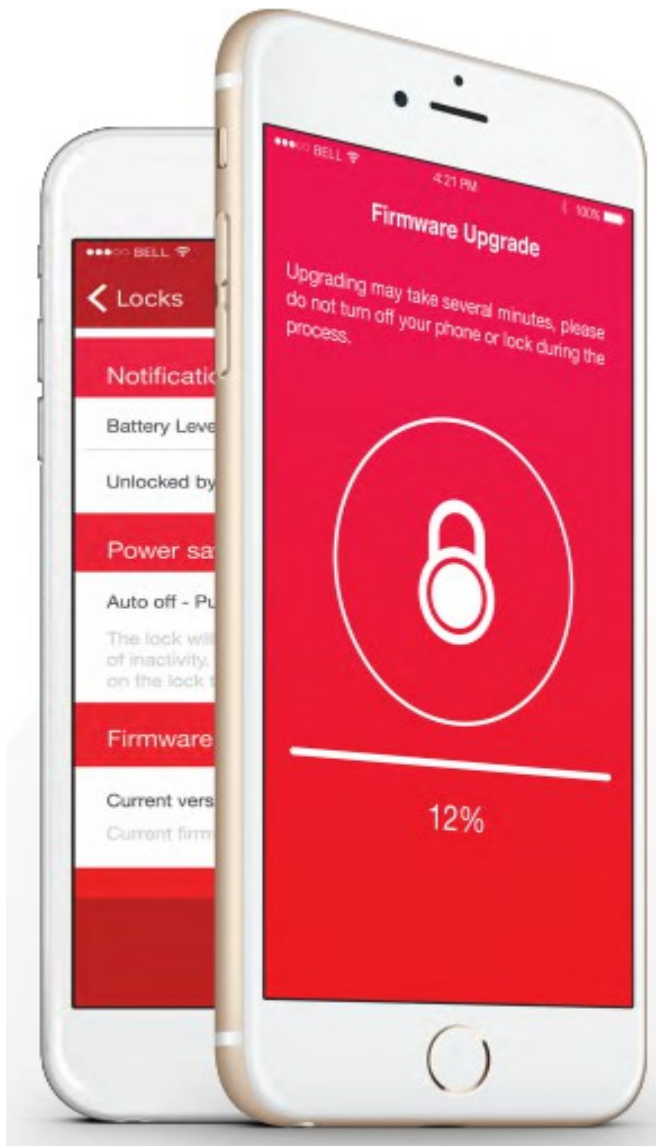 BELL
4:21 PM
100%
Firmware Upgrade
Upgrading may take several minutes, please
do not turn off your phone or lock during the
process.
12%
BELL
Locks
Notificatio
Battery Leve
Unlocked by
Power sa
Auto off - Pu
The lock will
of inactivity.
on the lock t
Firmware
Current vers
Current firm